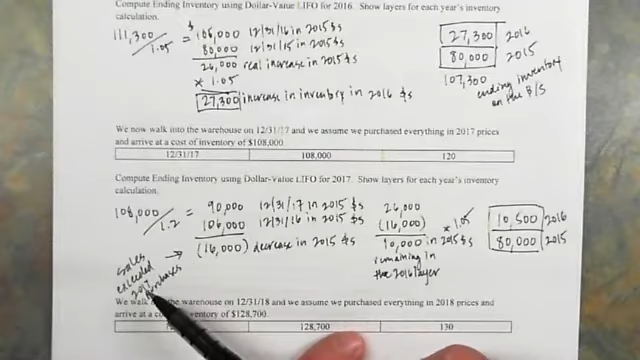 Compute Ending Inventory using Dollar-Value LIFO for 2016. Show layers for each year's inventory
calculation.
111,300 / 1.05 = $ 106,000 12/31/16 in 2015 $s
80,000 12/31/15 in 2015 $s
26,000 real increase in 2015 $s
* 1.05
27,300 increase in inventory in 2016 $s
27,300 2016
80,000 2015
107,300
ending inventory
on the B/S
We now walk into the warehouse on 12/31/17 and we assume we purchased everything in 2017 prices
and arrive at a cost of inventory of $108,000
12/31/17 108,000 120
Compute Ending Inventory using Dollar-Value LIFO for 2017. Show layers for each year's inventory
calculation.
108,000 / 1.2 = 90,000 12/31/17 in 2015 $s
106,000 12/31/16 in 2015 $s
(16,000) decrease in 2015 $s
sales
exceeded
2017
purchases
26,000
(16,000) * 1.05
10,000 in 2015 $s
remaining in
the 2016 layer
10,500 2016
80,000 2015
We walk the warehouse on 12/31/18 and we assume we purchased everything in 2018 prices and
arrive at a inventory of $128,700.
128,700 130